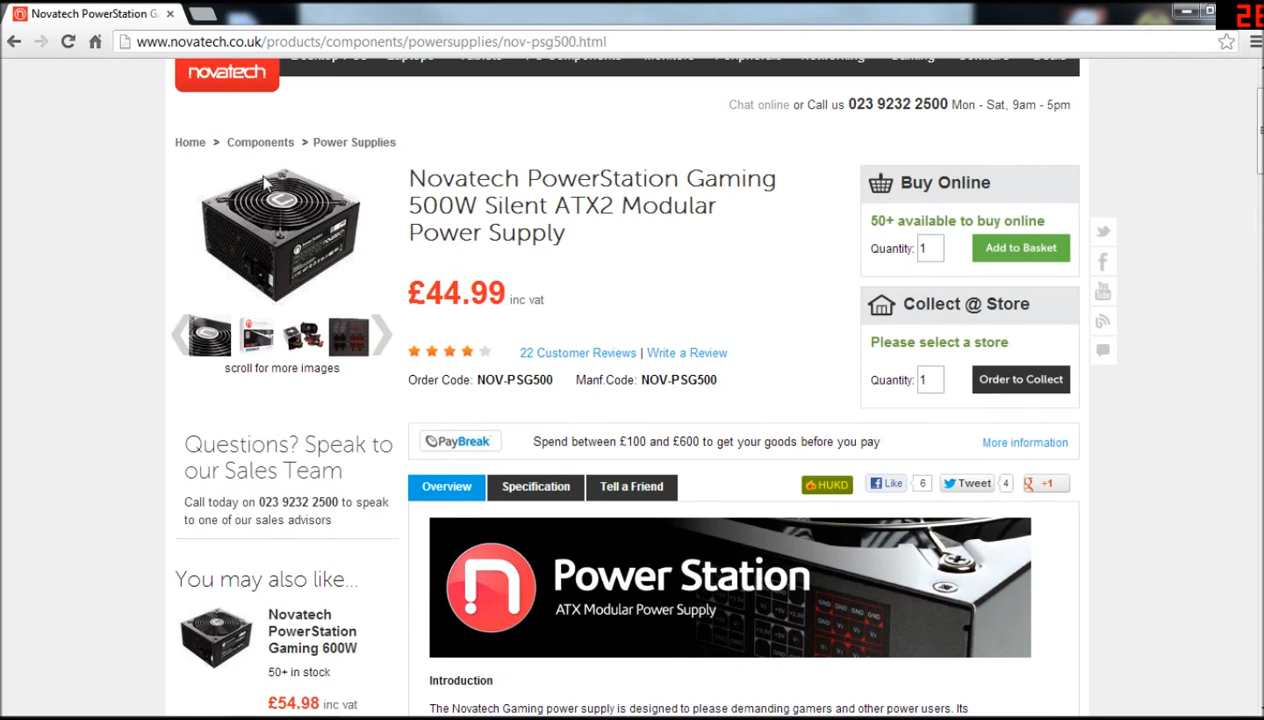 Novatech PowerStation G
28
www.novatech.co.uk/products/components/powersupplies/nov-psg500.html
novatech
Chat online or Call us 023 9232 2500 Mon - Sat, 9am - 5pm
Home > Components > Power Supplies
Novatech PowerStation Gaming
500W Silent ATX2 Modular
Power Supply
£44.99 inc vat
22 Customer Reviews | Write a Review
Order Code: NOV-PSG500 Manf.Code: NOV-PSG500
Buy Online
50+ available to buy online
Quantity: 1 Add to Basket
Collect @ Store
Please select a store
Quantity: 1 Order to Collect
scroll for more images
PayBreak Spend between £100 and £600 to get your goods before you pay More information
Questions? Speak to
our Sales Team
Call today on 023 9232 2500 to speak
to one of our sales advisors
Overview Specification Tell a Friend HUKD Like 6 Tweet 4 +1
Power Station
ATX Modular Power Supply
You may also like...
Novatech
PowerStation
Gaming 600W
50+ in stock
£54.98 inc vat
Introduction
The Novatech Gaming power supply is designed to please demanding gamers and other power users. Its